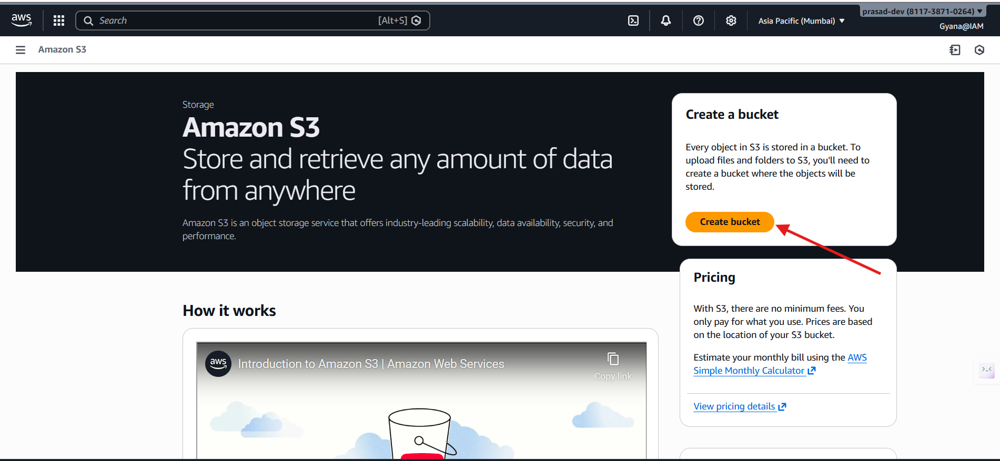 aws
Search
[Alt+S]
Asia Pacific (Mumbai)
prasad-dev (8117-3871-0264)
Gyana@IAM
Amazon S3
Storage
Amazon S3
Store and retrieve any amount of data
from anywhere
Amazon S3 is an object storage service that offers industry-leading scalability, data availability, security, and
performance.
Create a bucket
Every object in S3 is stored in a bucket. To
upload files and folders to S3, you'll need to
create a bucket where the objects will be
stored.
Create bucket
Pricing
With S3, there are no minimum fees. You
only pay for what you use. Prices are based
on the location of your S3 bucket.
Estimate your monthly bill using the AWS
Simple Monthly Calculator
View pricing details
How it works
aws
Introduction to Amazon S3 | Amazon Web Services
Copy link